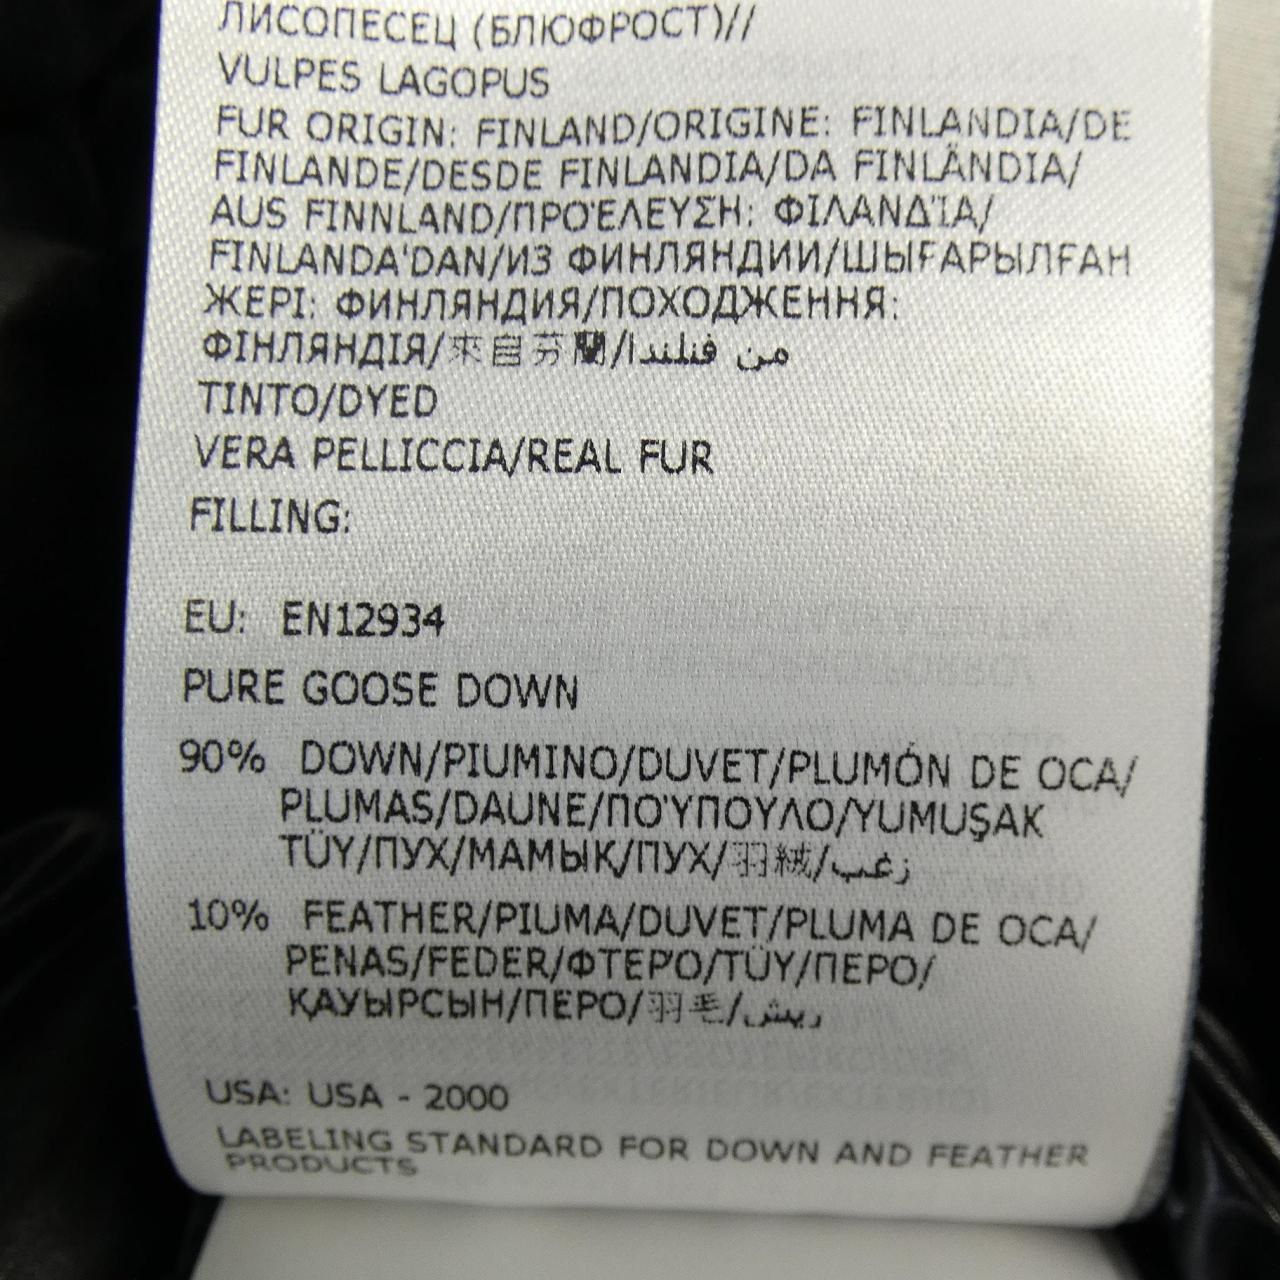 ЛИСОПЕСЕЦ (БЛЮФРОСТ)//
VULPES LAGOPUS
FUR ORIGIN: FINLAND/ORIGINE: FINLANDIA/DE
FINLANDE/DESDE FINLANDIA/DA FINLÂNDIA/
AUS FINNLAND/ΠΡΟΈΛΕΥΣΗ: ΦΙΛΑΝΔΊΑ/
FINLANDA'DAN/ИЗ ФИНЛЯНДИИ/ШЫҒАРЫЛҒАН
ЖЕРІ: ФИНЛЯНДИЯ/ПОХОДЖЕННЯ:
ФІНЛЯНДІЯ/來自芬蘭/من فنلندا
TINTO/DYED
VERA PELLICCIA/REAL FUR
FILLING:
EU: EN12934
PURE GOOSE DOWN
90% DOWN/PIUMINO/DUVET/PLUMÓN DE OCA/
PLUMAS/DAUNE/ΠΟΎΠΟΥΛΟ/YUMUŞAK
TÜY/ПУХ/МАМЫҚ/ПУХ/羽絨/زغب
10% FEATHER/PIUMA/DUVET/PLUMA DE OCA/
PENAS/FEDER/ΦΤΕΡΌ/TÜY/ПЕРО/
ҚАУЫРСЫН/ПЕРО/羽毛/ريش
USA: USA - 2000
LABELING STANDARD FOR DOWN AND FEATHER
PRODUCTS